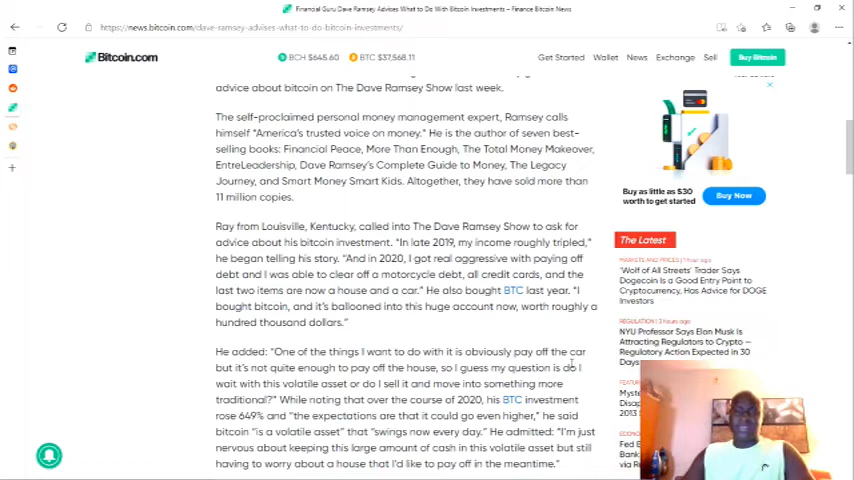 Financial Guru Dave Ramsey Advises What to Do With Bitcoin Investments – Finance Bitcoin News
https://news.bitcoin.com/dave-ramsey-advises-what-to-do-bitcoin-investments/
Bitcoin.com
BCH $645.60
BTC $37,568.11
Get Started
Wallet
News
Exchange
Sell
Buy Bitcoin
advice about bitcoin on The Dave Ramsey Show last week.
The self-proclaimed personal money management expert, Ramsey calls
himself “America’s trusted voice on money.” He is the author of seven best-
selling books: Financial Peace, More Than Enough, The Total Money Makeover,
EntreLeadership, Dave Ramsey’s Complete Guide to Money, The Legacy
Journey, and Smart Money Smart Kids. Altogether, they have sold more than
11 million copies.
Ray from Louisville, Kentucky, called into The Dave Ramsey Show to ask for
advice about his bitcoin investment. “In late 2019, my income roughly tripled,”
he began telling his story. “And in 2020, I got real aggressive with paying off
debt and I was able to clear off a motorcycle debt, all credit cards, and the
last two items are now a house and a car.” He also bought BTC last year. “I
bought bitcoin, and it’s ballooned into this huge account now, worth roughly a
hundred thousand dollars.”
He added: “One of the things I want to do with it is obviously pay off the car
but it’s not quite enough to pay off the house, so I guess my question is do I
wait with this volatile asset or do I sell it and move into something more
traditional?” While noting that over the course of 2020, his BTC investment
rose 649% and “the expectations are that it could go even higher,” he said
bitcoin “is a volatile asset” that “swings now every day.” He admitted: “I’m just
nervous about keeping this large amount of cash in this volatile asset but still
having to worry about a house that I’d like to pay off in the meantime.”
Buy as little as $30
worth to get started
Buy Now
The Latest
MARKETS AND PRICES | 1 hour ago
‘Wolf of All Streets’ Trader Says
Dogecoin Is a Good Entry Point to
Cryptocurrency, Has Advice for DOGE
Investors
REGULATION | 3 hours ago
NYU Professor Says Elon Musk Is
Attracting Regulators to Crypto —
Regulatory Action Expected in 30
Days
Disap
2013
Fed
Bank
via R